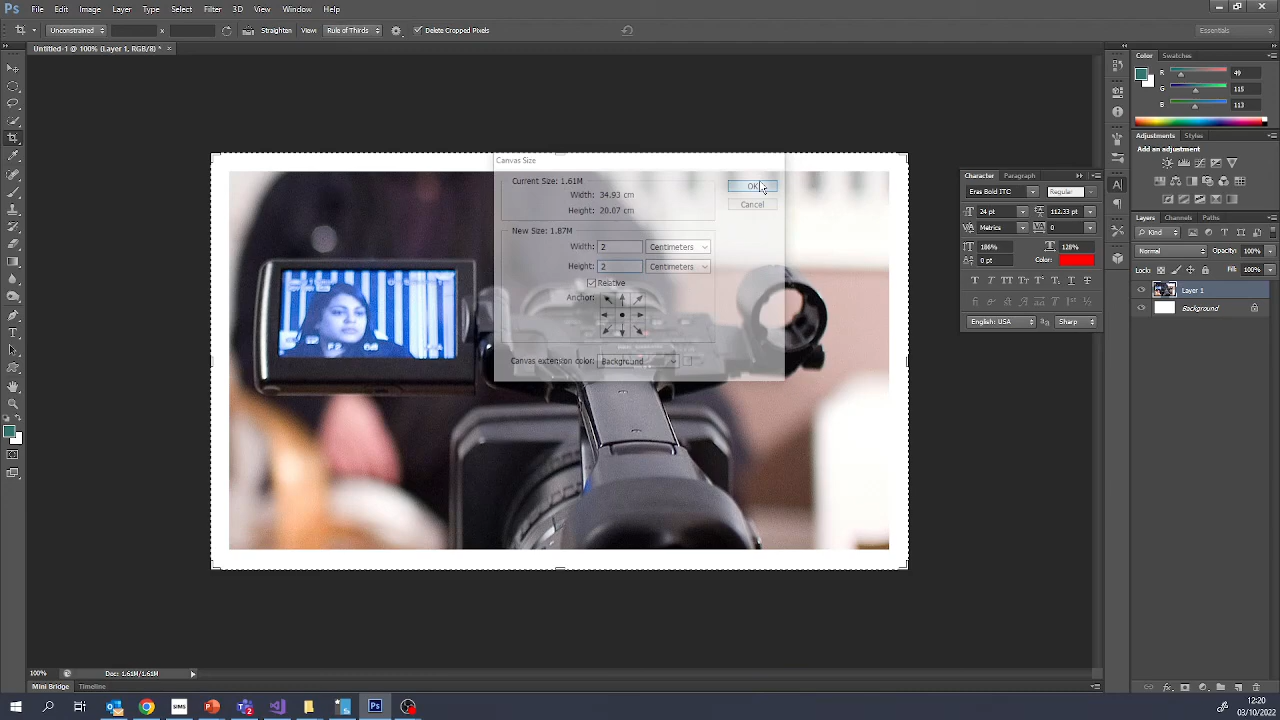 Ps File Edit Image Layer Type Select Filter 3D View Window Help
Unconstrained x Straighten View: Rule of Thirds Delete Cropped Pixels Essentials
Untitled-1 @ 100% (Layer 1, RGB/8) * ×
Color Swatches
R 49
G 115
B 113
Adjustments Styles
Add an adjustment
Character Paragraph
Eras Bold ITC Regular
24 pt 112.33 pt
Metrics 0
186% 128%
0 pt Color:
English: USA Sharp
Layers Channels Paths
Kind
Normal Opacity: 100%
Lock: Fill: 100%
Layer 1
Background
Canvas Size
Current Size: 1.61M
Width: 34.93 cm
Height: 20.07 cm
OK
Cancel
New Size: 1.87M
Width: 2 Centimeters
Height: 2 Centimeters
Relative
Anchor:
Canvas extension color: Background
100% Doc: 1.61M/1.61M
Mini Bridge Timeline
SIMS
Ps
12:20
03/10/2022